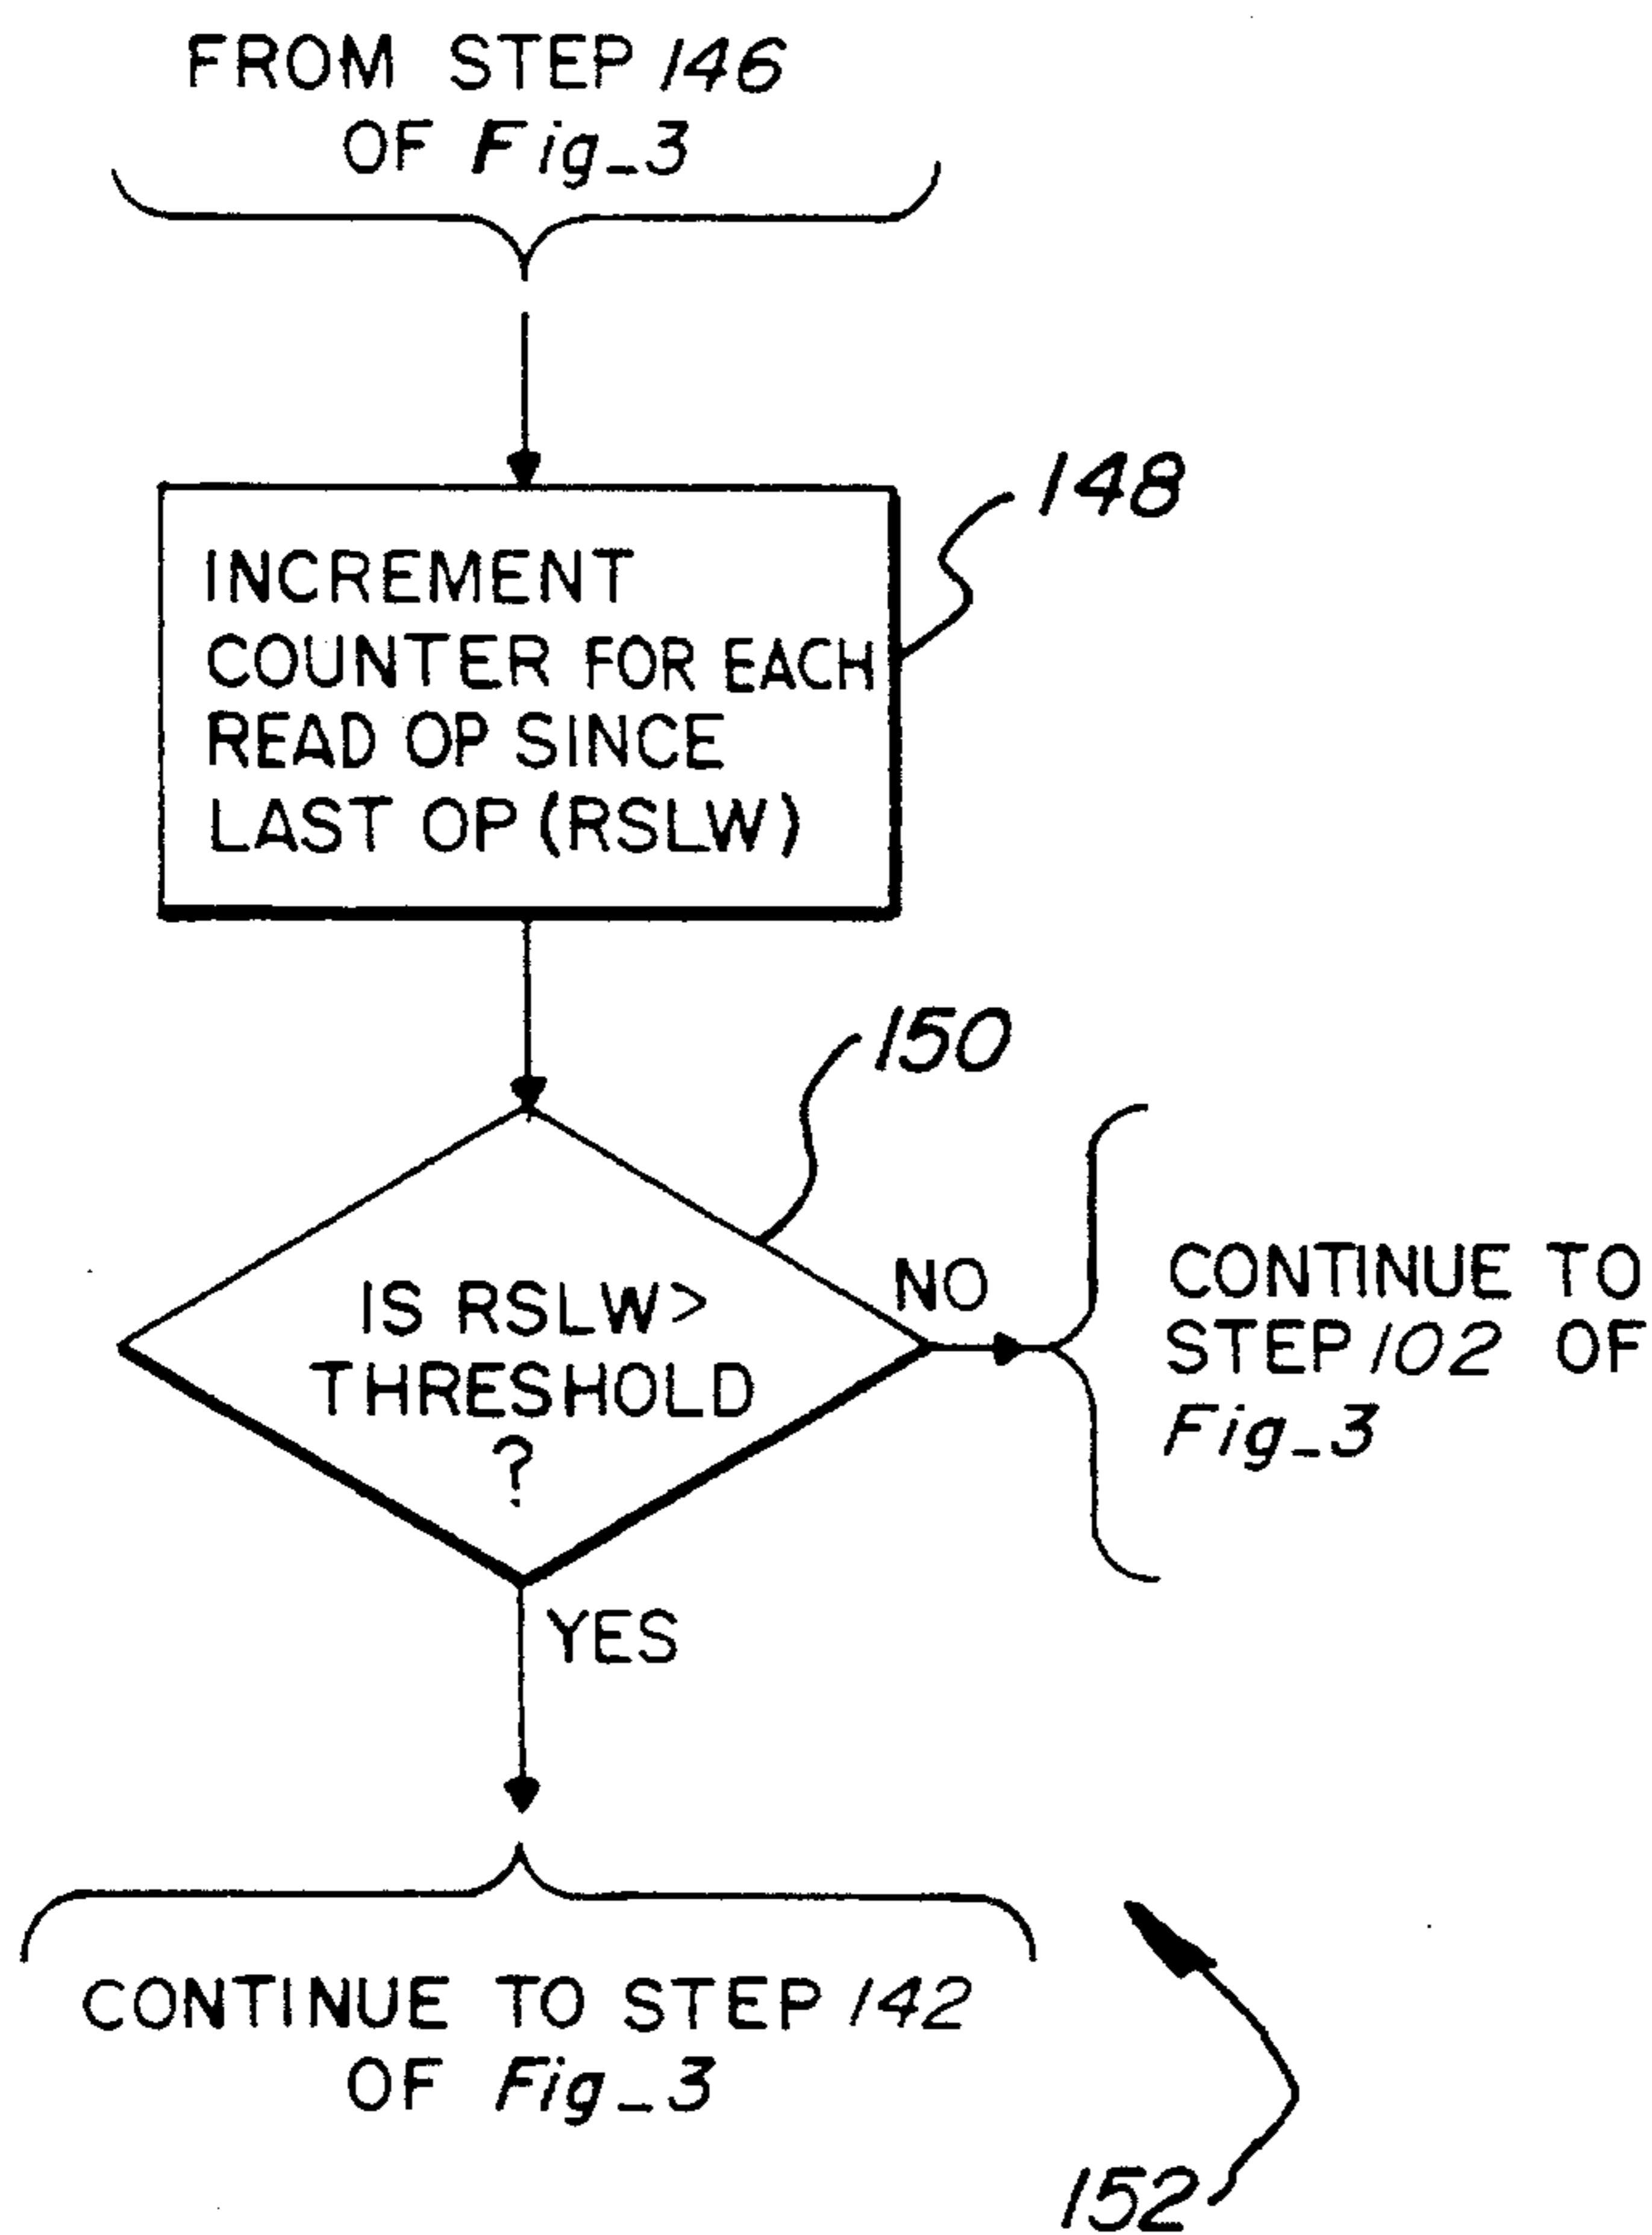 FROM STEP 146
OF Fig_3
148
INCREMENT
COUNTER FOR EACH
READ OP SINCE
LAST OP (RSLW)
150
IS RSLW>
THRESHOLD
?
NO
CONTINUE TO
STEP 102 OF
Fig_3
YES
CONTINUE TO STEP 142
OF Fig_3
152